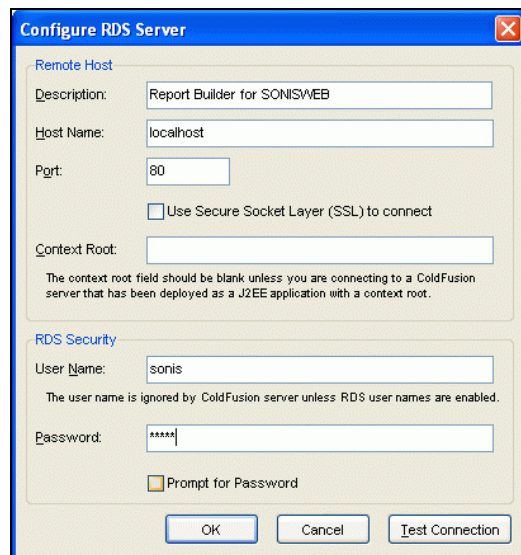 Configure RDS Server
Remote Host
Description: Report Builder for SONISWEB
Host Name: localhost
Port: 80
Use Secure Socket Layer (SSL) to connect
Context Root:
The context root field should be blank unless you are connecting to a ColdFusion
server that has been deployed as a J2EE application with a context root.
RDS Security
User Name: sonis
The user name is ignored by ColdFusion server unless RDS user names are enabled.
Password: *****
Prompt for Password
OK Cancel Test Connection